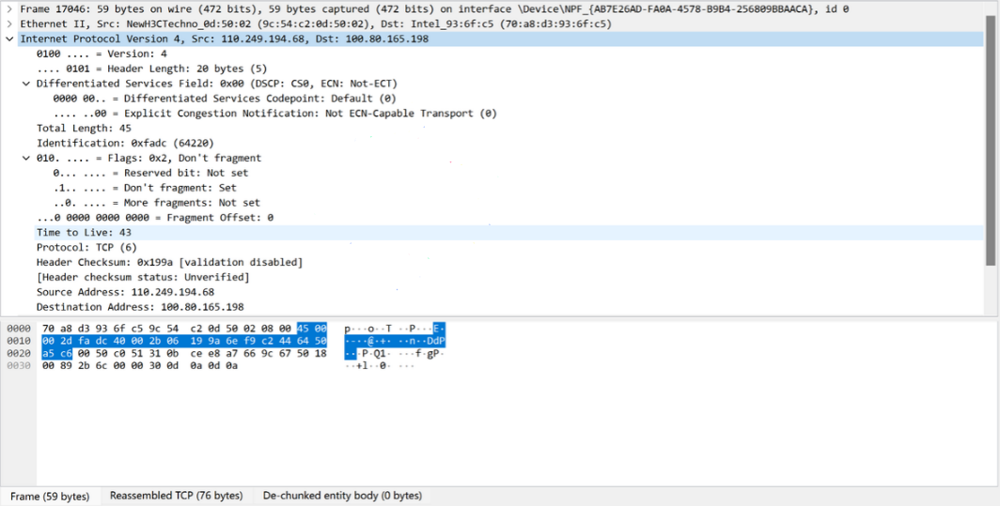 Frame 17046: 59 bytes on wire (472 bits), 59 bytes captured (472 bits) on interface \Device\NPF_{AB7E26AD-FA0A-4578-B9B4-256809BBAACA}, id 0
Ethernet II, Src: NewH3CTechno_0d:50:02 (9c:54:c2:0d:50:02), Dst: Intel_93:6f:c5 (70:a8:d3:93:6f:c5)
Internet Protocol Version 4, Src: 110.249.194.68, Dst: 100.80.165.198
0100 .... = Version: 4
.... 0101 = Header Length: 20 bytes (5)
Differentiated Services Field: 0x00 (DSCP: CS0, ECN: Not-ECT)
0000 00.. = Differentiated Services Codepoint: Default (0)
.... ..00 = Explicit Congestion Notification: Not ECN-Capable Transport (0)
Total Length: 45
Identification: 0xfadc (64220)
010. .... = Flags: 0x2, Don't fragment
0... .... = Reserved bit: Not set
.1.. .... = Don't fragment: Set
..0. .... = More fragments: Not set
...0 0000 0000 0000 = Fragment Offset: 0
Time to Live: 43
Protocol: TCP (6)
Header Checksum: 0x199a [validation disabled]
[Header checksum status: Unverified]
Source Address: 110.249.194.68
Destination Address: 100.80.165.198
0000 70 a8 d3 93 6f c5 9c 54 c2 0d 50 02 08 00 45 00 p···o··T ··P···E·
0010 00 2d fa dc 40 00 2b 06 19 9a 6e f9 c2 44 64 50 ·-··@·+· ··n··DdP
0020 a5 c6 00 50 c0 51 31 0b ce e8 a7 66 9c 67 50 18 ···P·Q1· ···f·gP·
0030 00 89 2b 6c 00 00 30 0d 0a 0d 0a ··+l··0· ···
Frame (59 bytes) Reassembled TCP (76 bytes) De-chunked entity body (0 bytes)